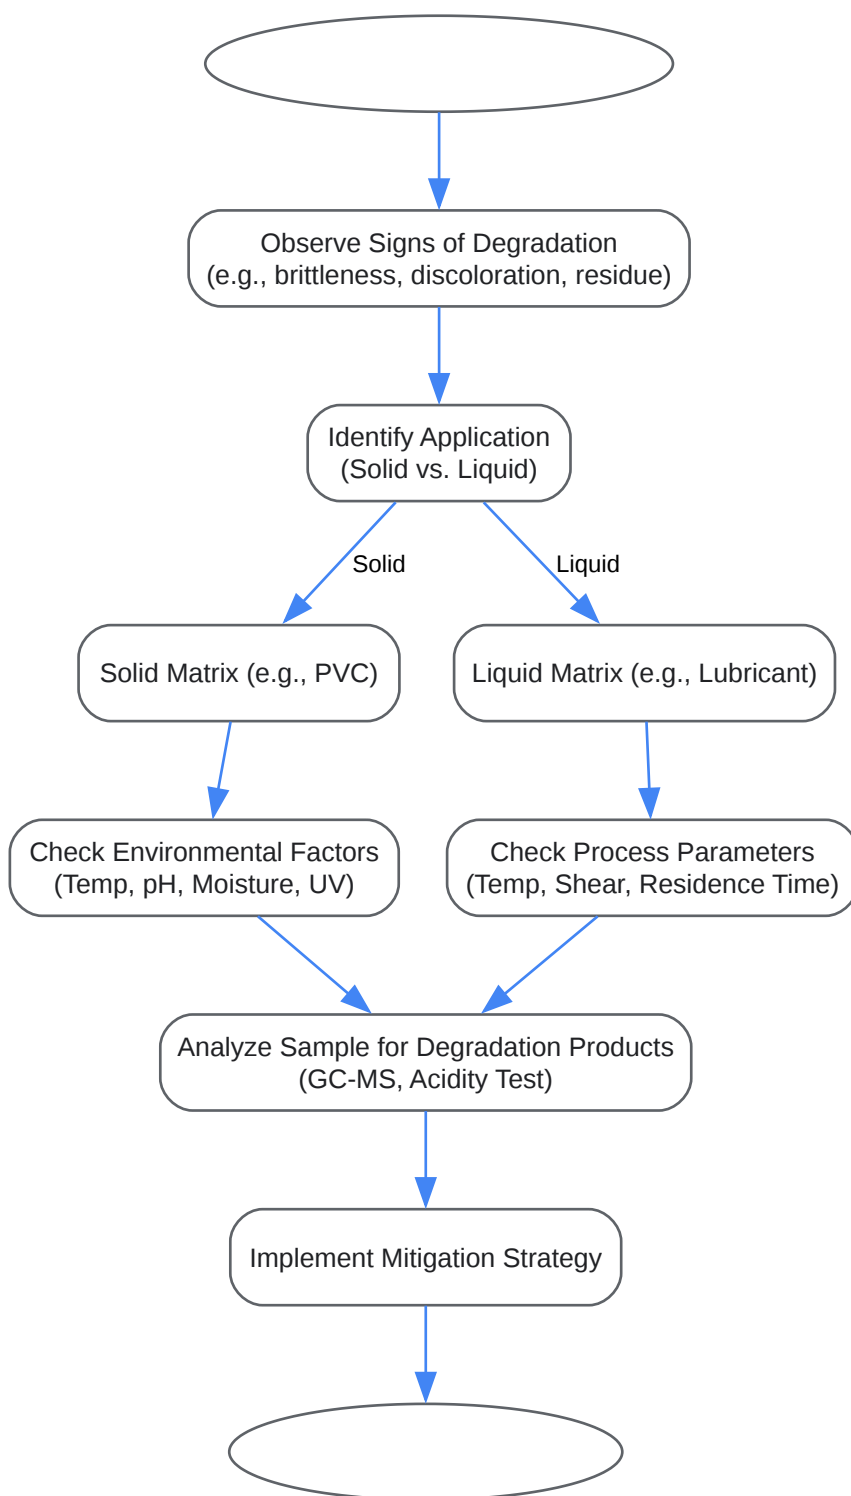 Observe Signs of Degradation
(e.g., brittleness, discoloration, residue)
Identify Application
(Solid vs. Liquid)
Solid
Liquid
Solid Matrix (e.g., PVC)
Liquid Matrix (e.g., Lubricant)
Check Environmental Factors
(Temp, pH, Moisture, UV)
Check Process Parameters
(Temp, Shear, Residence Time)
Analyze Sample for Degradation Products
(GC-MS, Acidity Test)
Implement Mitigation Strategy